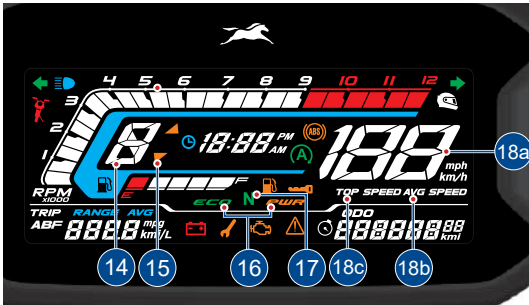 4 5 6 7 8 9 10 11 12
3
2
1
RPM
x1000
8
18:88 PM
AM
(ABS)
(A)
188
mph
km/h
18a
E F
ECO N PWR
TOP SPEED AVG SPEED
TRIP RANGE AVG
ABF 8888 mpg
km/L
ODO
888888.88
kmi
14 15 16 17 18c 18b